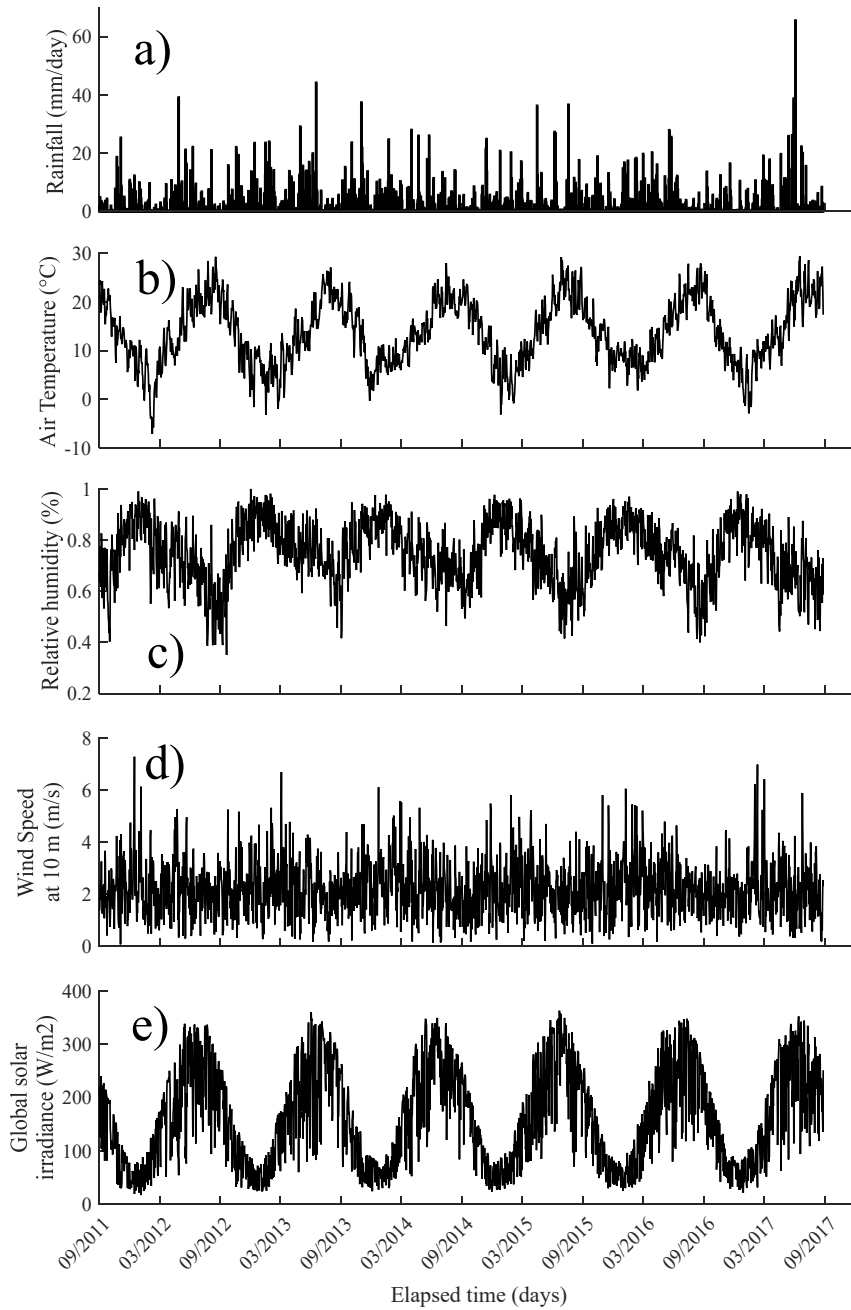 a)
Rainfall (mm/day)
60
40
20
0
b)
Air Temperature (°C)
30
20
10
0
-10
c)
Relative humidity (%)
1
0.8
0.6
0.4
0.2
d)
Wind Speed
at 10 m (m/s)
8
6
4
2
0
e)
Global solar
irradiance (W/m2)
400
300
200
100
0
09/2011
03/2012
09/2012
03/2013
09/2013
03/2014
09/2014
03/2015
09/2015
03/2016
09/2016
03/2017
09/2017
Elapsed time (days)